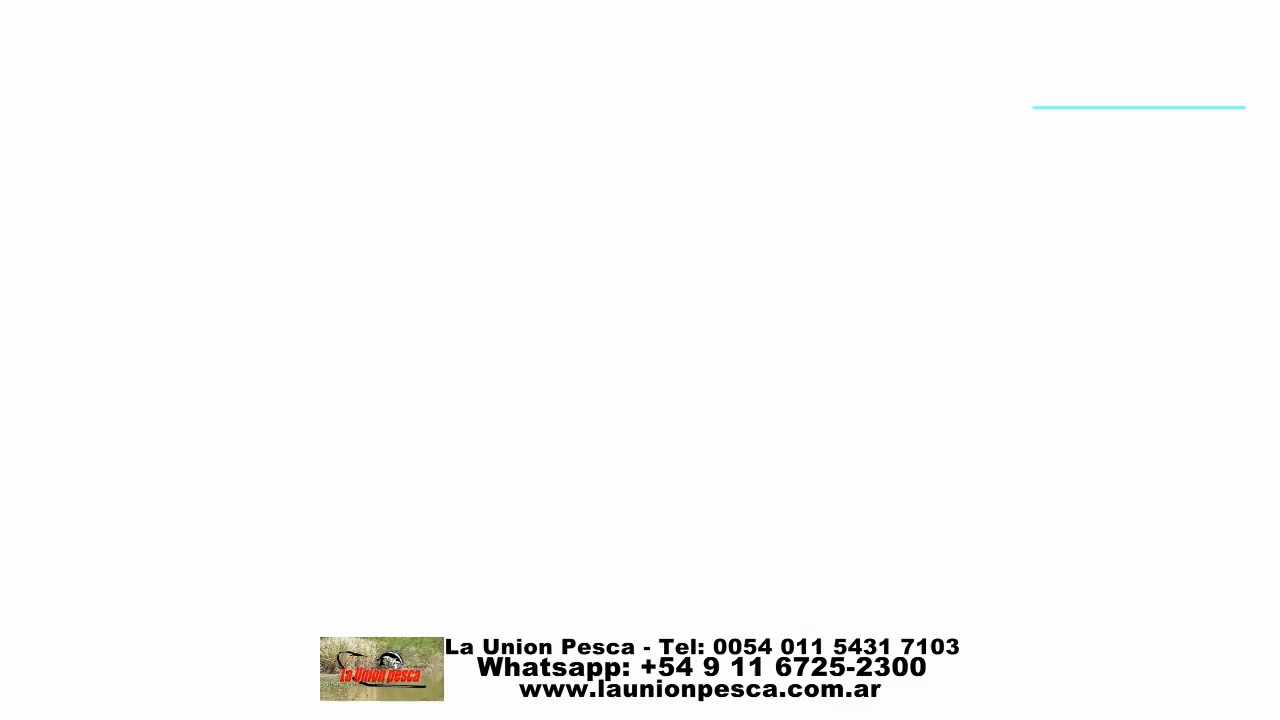 La Union Pesca - Tel: 0054 011 5431 7103
Whatsapp: +54 9 11 6725-2300
www.launionpesca.com.ar
La Union pesca